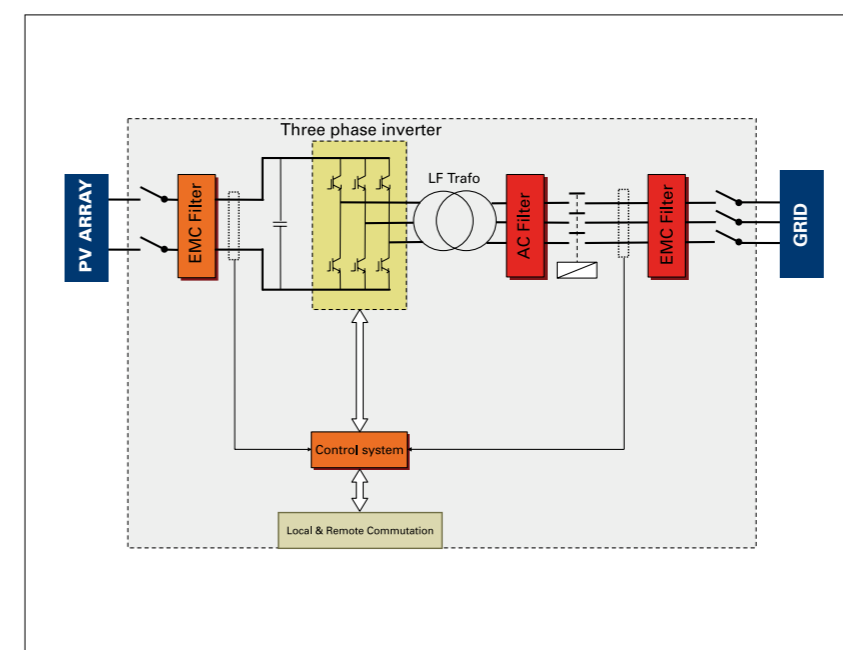 Three phase inverter
PV ARRAY
EMC Filter
LF Trafo
AC Filter
EMC Filter
GRID
Control system
Local & Remote Commutation